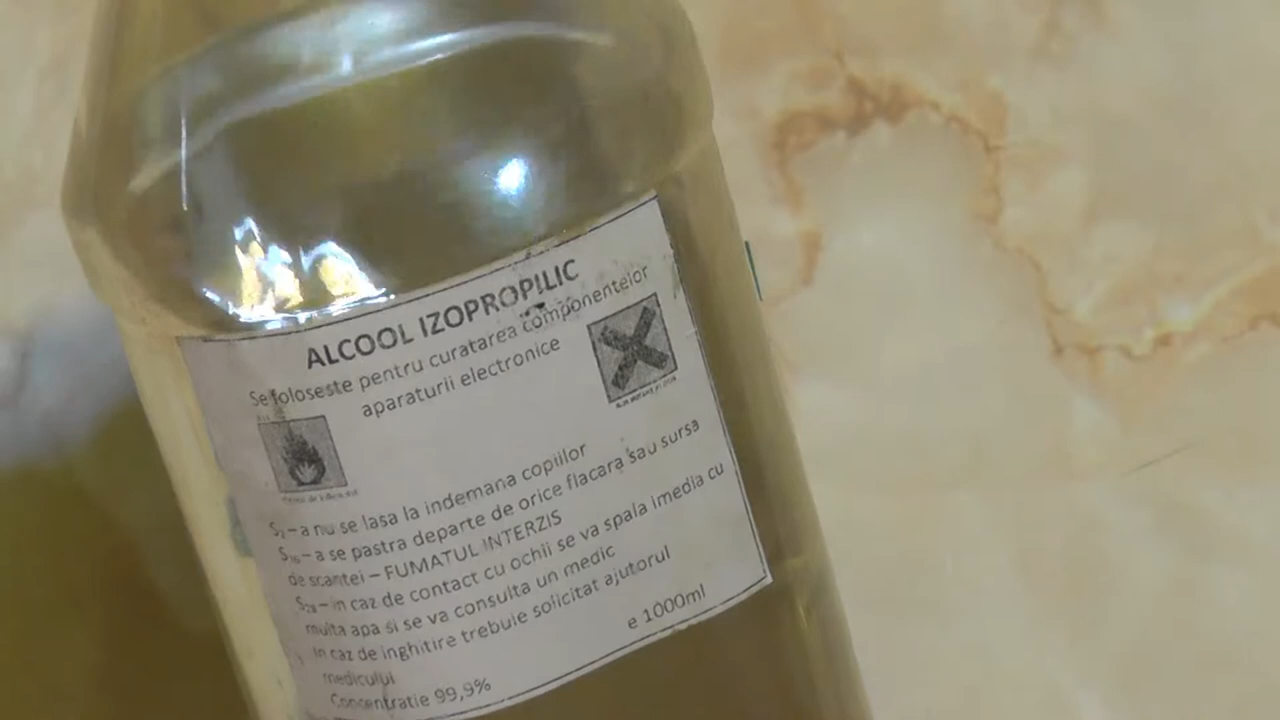 ALCOOL IZOPROPILIC
Se foloseste pentru curatarea componentelor
aparaturii electronice
S₂ – a nu se lasa la indemana copiilor
S₁₆ – a se pastra departe de orice flacara sau sursa
de scantei – FUMATUL INTERZIS
S₂₈ – in caz de contact cu ochii se va spala imedia cu
multa apa si se va consulta un medic
In caz de inghitire trebuie solicitat ajutorul
medicului
Concentratie 99,9%
e 1000ml